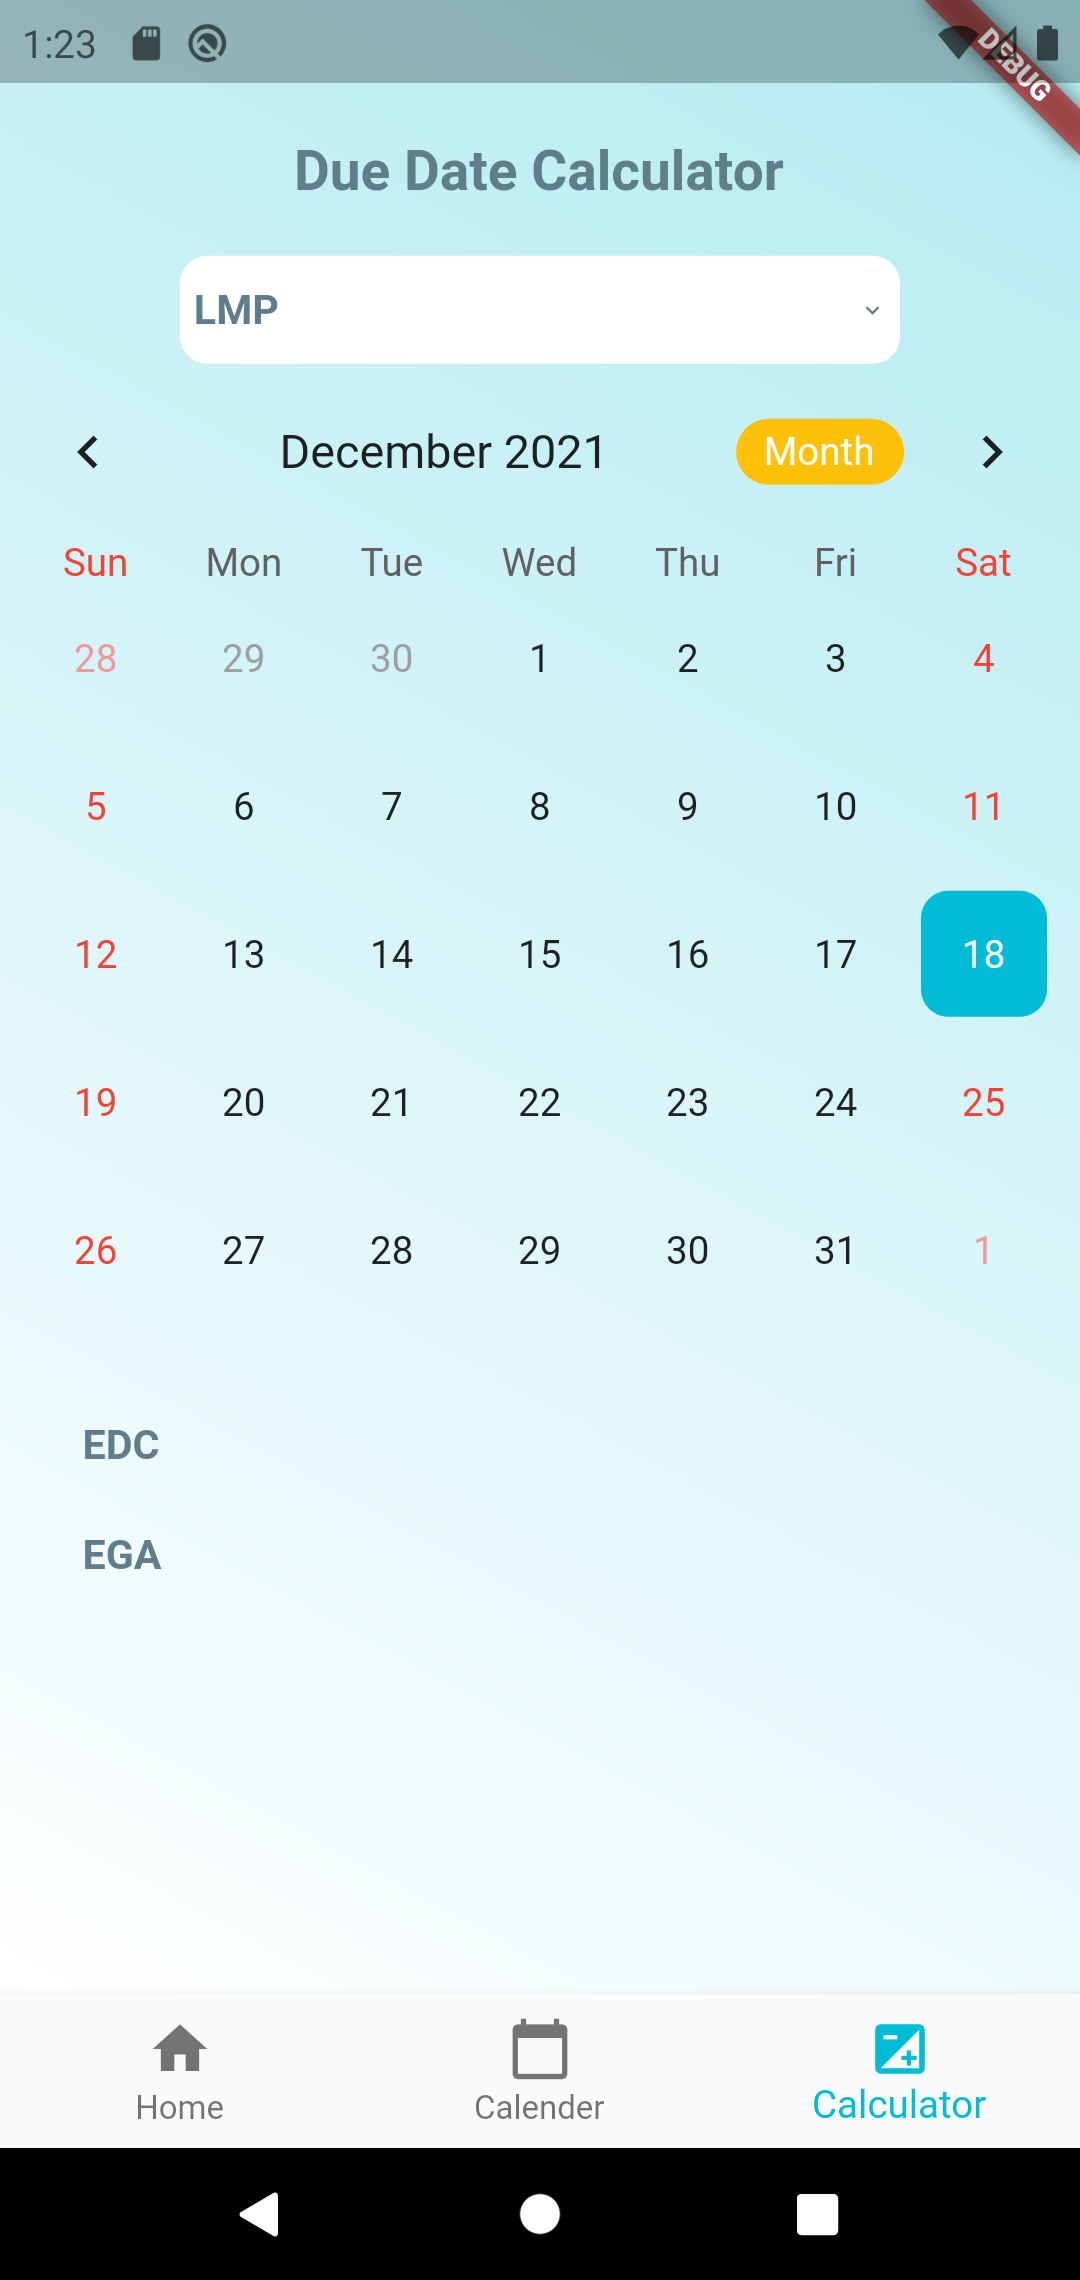 1:23
DEBUG
Due Date Calculator
LMP
December 2021 Month
Sun Mon Tue Wed Thu Fri Sat
28 29 30 1 2 3 4
5 6 7 8 9 10 11
12 13 14 15 16 17 18
19 20 21 22 23 24 25
26 27 28 29 30 31 1
EDC
EGA
Home Calender Calculator